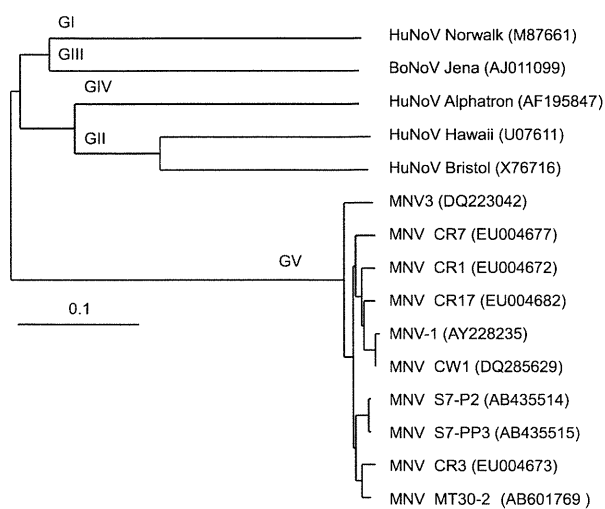 GI
HuNoV Norwalk (M87661)
GIII
BoNoV Jena (AJ011099)
GIV
HuNoV Alphatron (AF195847)
GII
HuNoV Hawaii (U07611)
HuNoV Bristol (X76716)
MNV3 (DQ223042)
MNV CR7 (EU004677)
GV
MNV CR1 (EU004672)
MNV CR17 (EU004682)
0.1
MNV-1 (AY228235)
MNV CW1 (DQ285629)
MNV S7-P2 (AB435514)
MNV S7-PP3 (AB435515)
MNV CR3 (EU004673)
MNV MT30-2 (AB601769 )